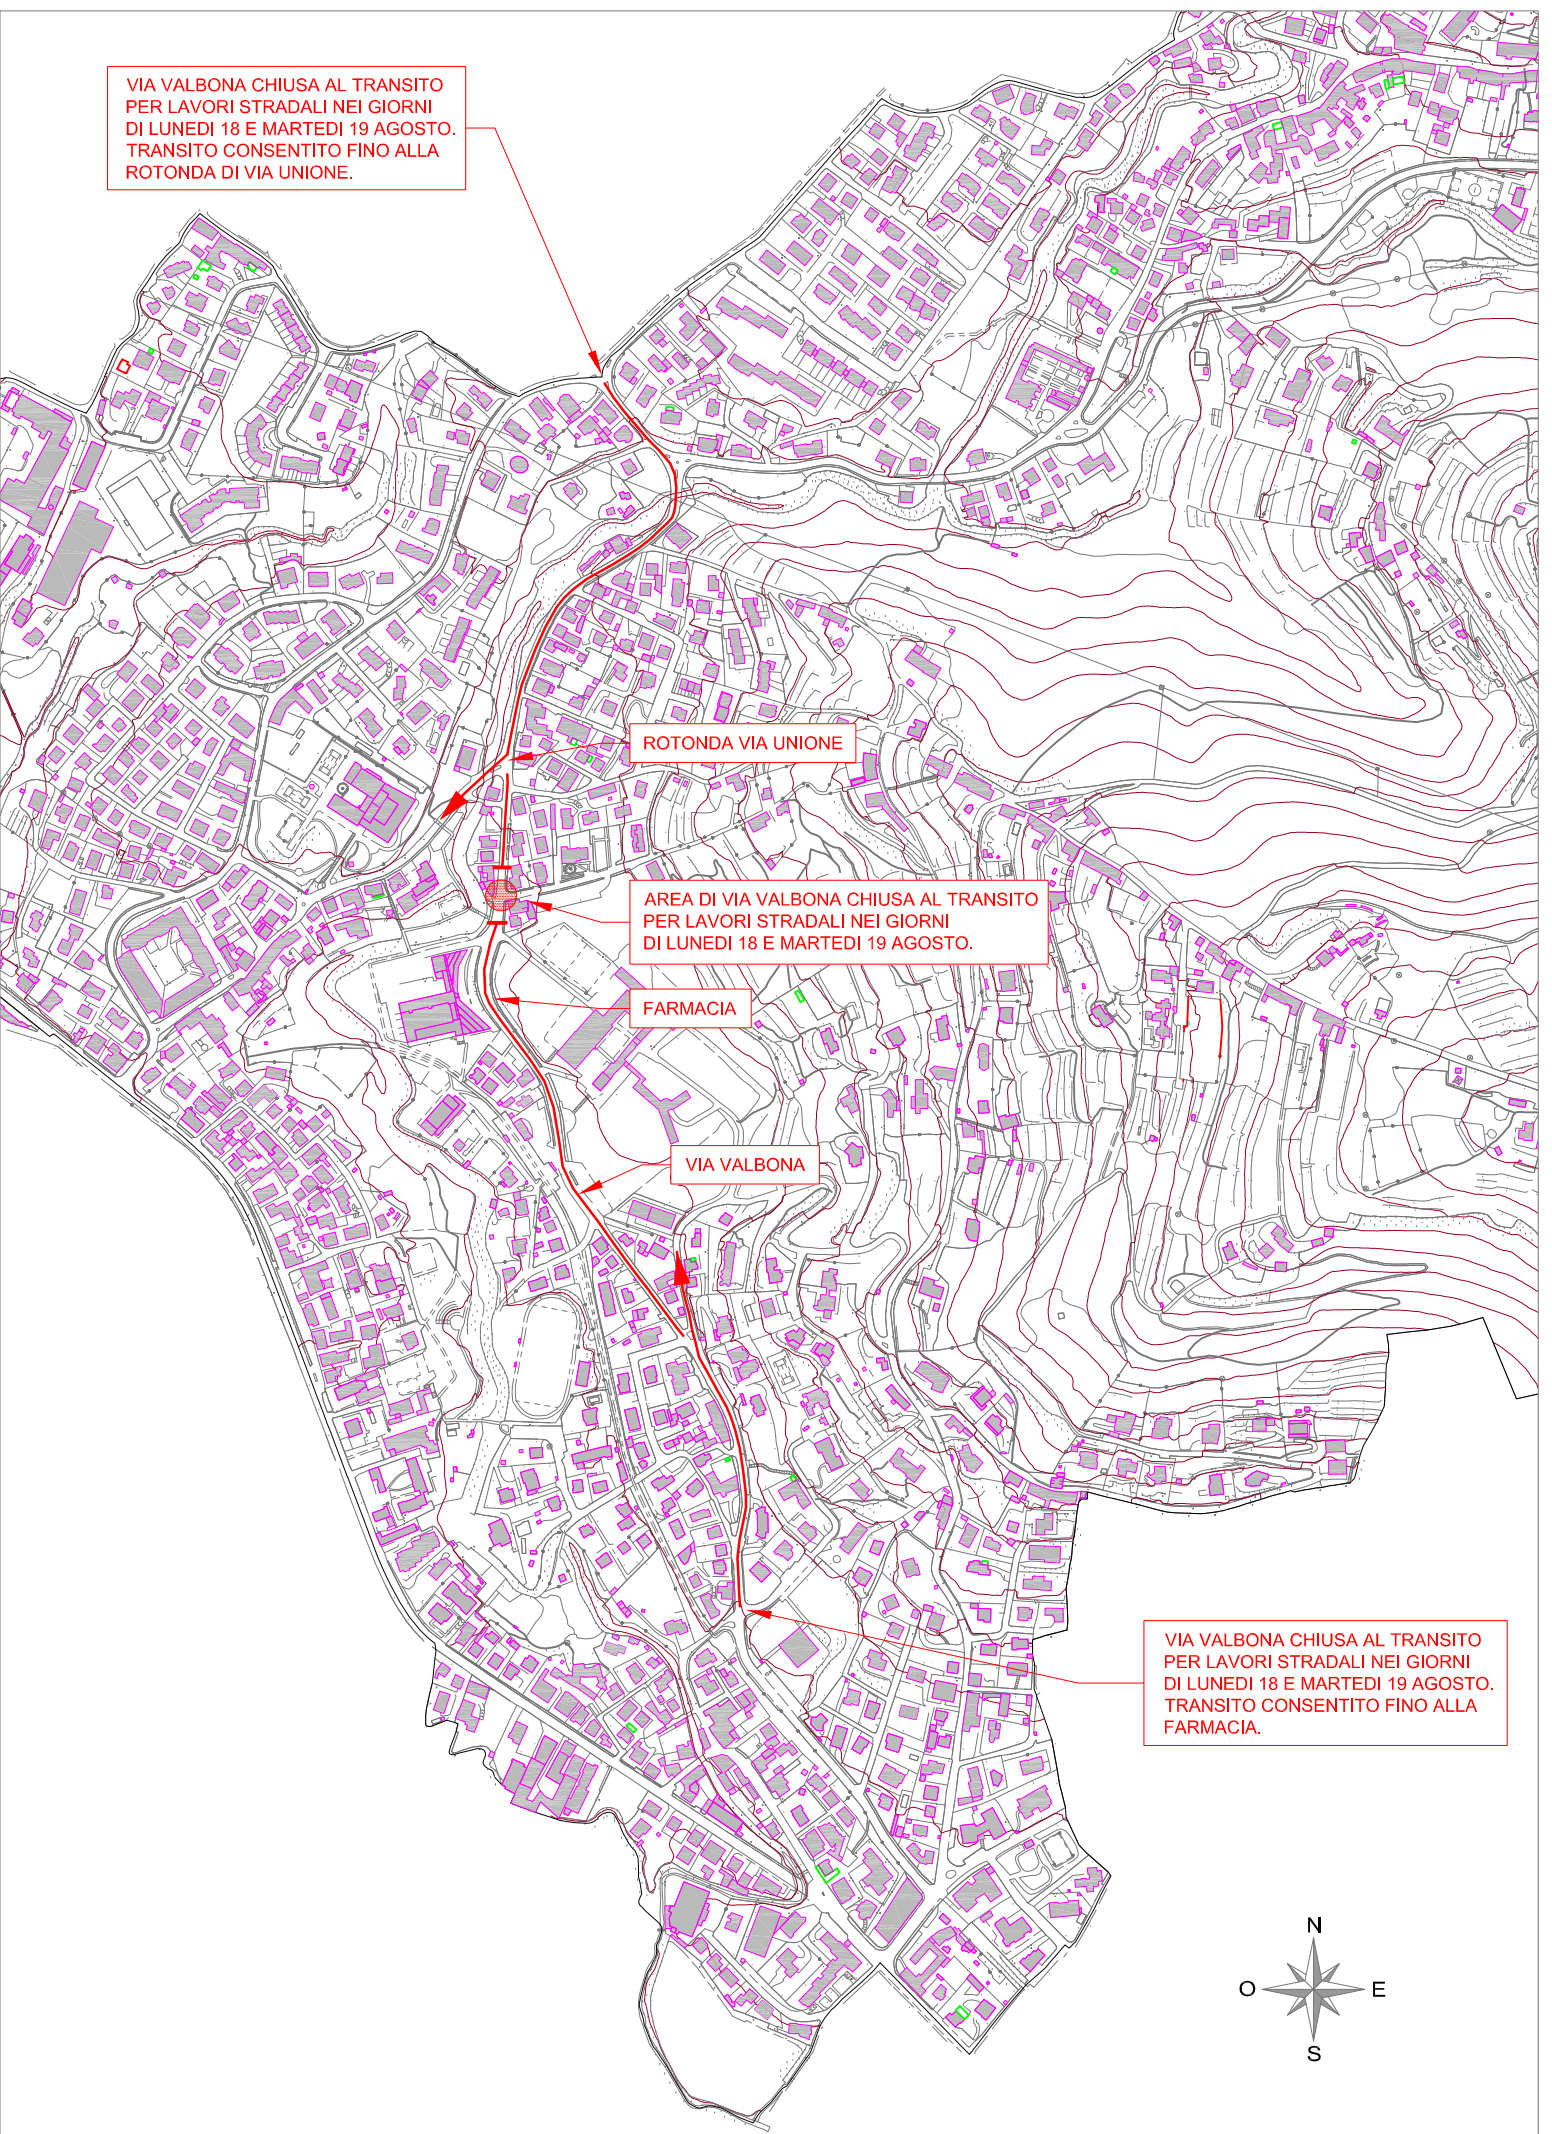 VIA VALBONA CHIUSA AL TRANSITO
PER LAVORI STRADALI NEI GIORNI
DI LUNEDI 18 E MARTEDI 19 AGOSTO.
TRANSITO CONSENTITO FINO ALLA
ROTONDA DI VIA UNIONE.
ROTONDA VIA UNIONE
AREA DI VIA VALBONA CHIUSA AL TRANSITO
PER LAVORI STRADALI NEI GIORNI
DI LUNEDI 18 E MARTEDI 19 AGOSTO.
FARMACIA
VIA VALBONA
VIA VALBONA CHIUSA AL TRANSITO
PER LAVORI STRADALI NEI GIORNI
DI LUNEDI 18 E MARTEDI 19 AGOSTO.
TRANSITO CONSENTITO FINO ALLA
FARMACIA.
N
O E
S